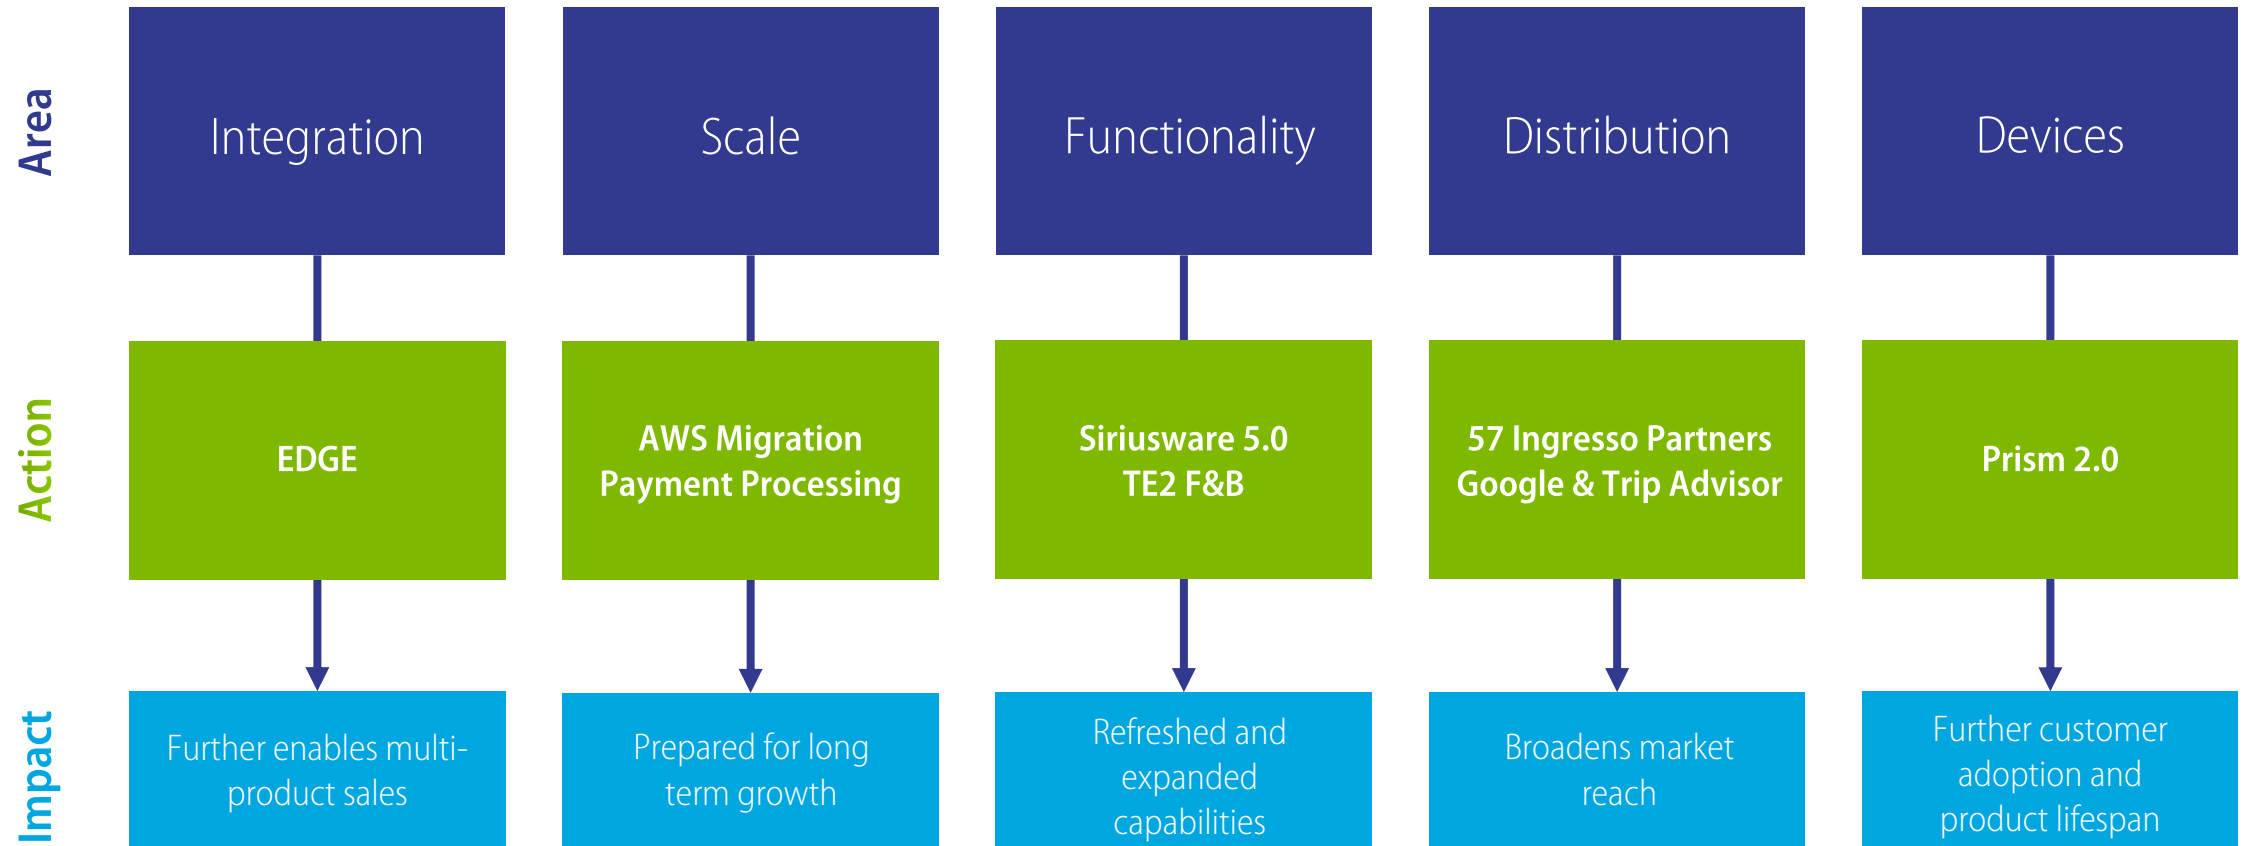 Area
Integration
Scale
Functionality
Distribution
Devices
Action
EDGE
AWS Migration
Payment Processing
Siriusware 5.0
TE2 F&B
57 Ingresso Partners
Google & Trip Advisor
Prism 2.0
Impact
Further enables multi-
product sales
Prepared for long
term growth
Refreshed and
expanded
capabilities
Broadens market
reach
Further customer
adoption and
product lifespan